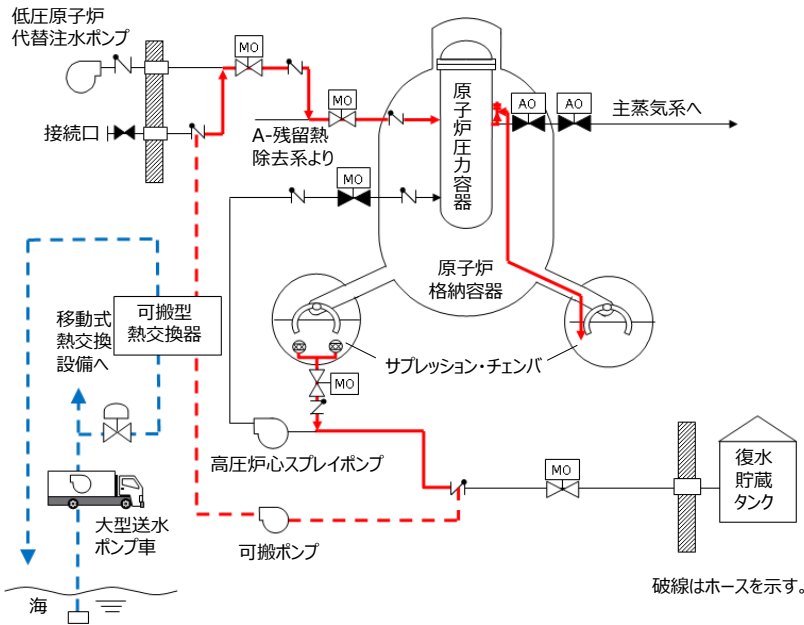 低圧原子炉
代替注水ポンプ
MO
MO
AO
AO
主蒸気系へ
接続口
A-残留熱
除去系より
原子炉圧力容器
MO
原子炉
格納容器
移動式
熱交換
設備へ
可搬型
熱交換器
サプレッション・チェンバ
MO
高圧炉心スプレイポンプ
MO
復水
貯蔵
タンク
大型送水
ポンプ車
可搬ポンプ
海
破線はホースを示す。